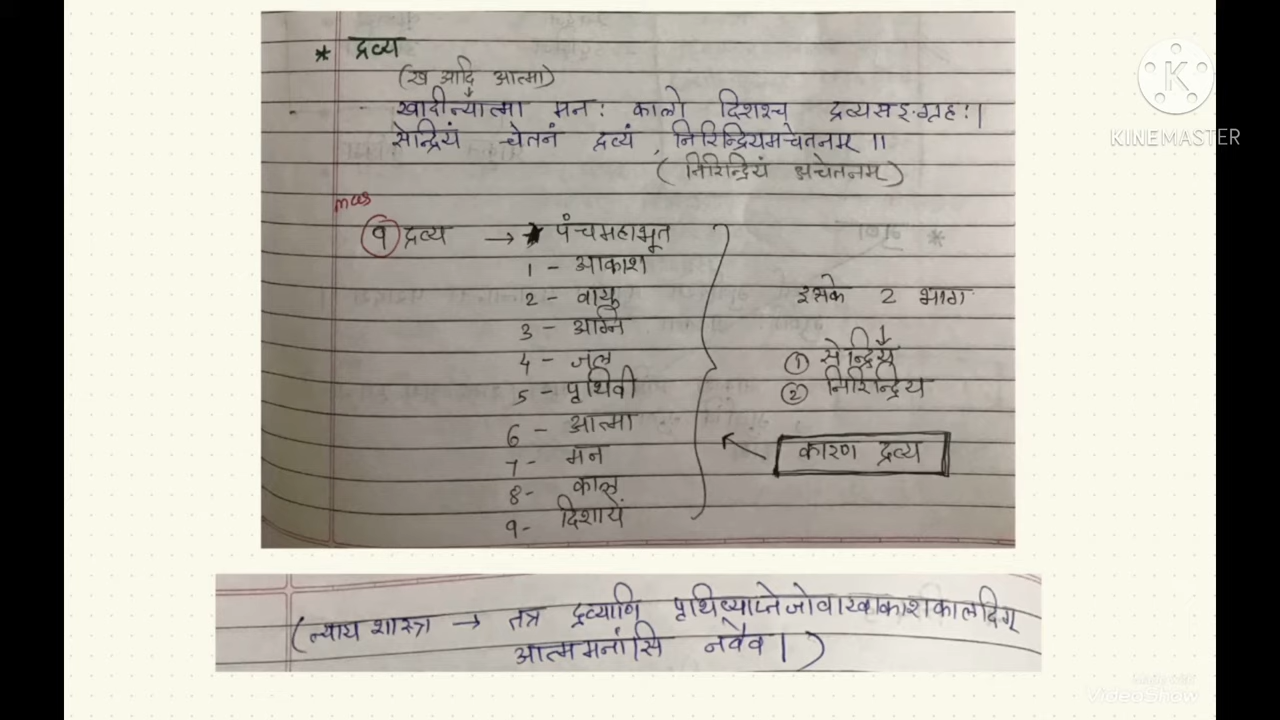 * द्रव्य
(ख आदि आत्मा)
खादीन्यात्मा मनः कालो दिशश्च द्रव्यसङ्ग्रहः।
सेन्द्रियं चेतनं द्रव्यं, निरिन्द्रियमचेतनम् ॥
(निरिन्द्रियं अचेतनम्)
mcq
9 द्रव्य → * पंचमहाभूत
1 - आकाश
2 - वायु
3 - अग्नि
4 - जल
5 - पृथिवी
6 - आत्मा
7 - मन
8 - काल
9 - दिशायें
इसके 2 भाग
↓
① सेन्द्रिय
② निरिन्द्रिय
← कारण द्रव्य
(न्याय शास्त्र → तत्र द्रव्याणि पृथिव्याप्तेजोवाय्वाकाशकालदिग्
आत्ममनांसि नवैव।)
KINEMASTER
VideoShow